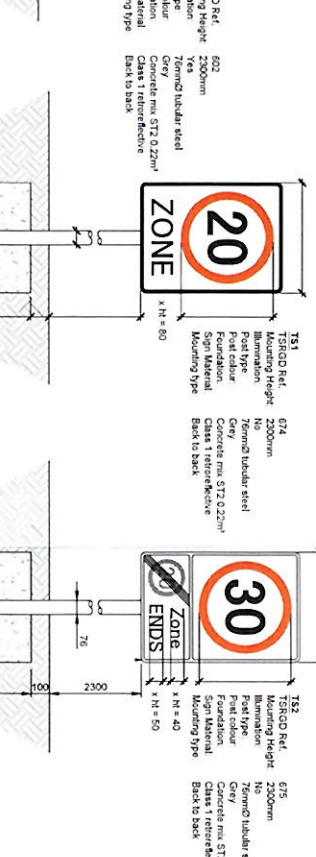 D Ref. 602
ng Height: 2300mm
ation: Yes
pe 76mmØ tubular steel
olour Grey
ation: Concrete mix ST2 0.22m³
aterial Class 1 retroreflective
ng type Back to back
20
ZONE
x ht = 80
TS1
TSRGD Ref. 674
Mounting Height: 2300mm
Illumination: No
Post type 76mmØ tubular steel
Post colour: Grey
Foundation: Concrete mix ST2 0.22m³
Sign Material: Class 1 retroreflective
Mounting type Back to back
30
20
Zone
ENDS
x ht = 40
x ht = 50
76
2300
100
TS2
TSRGD Ref. 675
Mounting Height: 2300mm
Illumination: No
Post type: 76mmØ tubular s
Post colour: Grey
Foundation: Concrete mix ST
Sign Material: Class 1 retrorefle
Mounting type Back to back